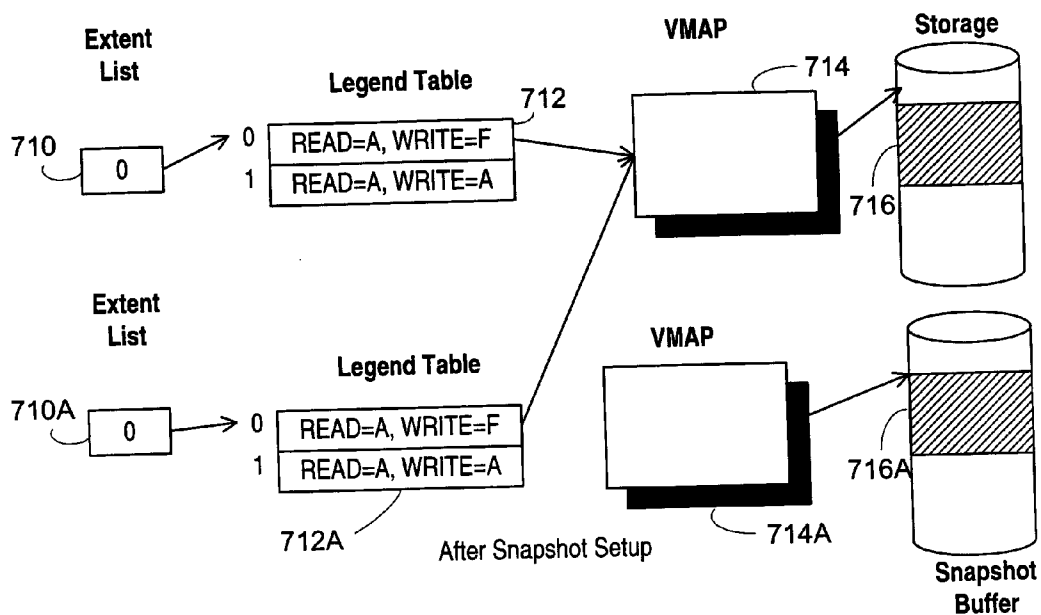 Extent
List
Legend Table
VMAP
Storage
710
0
0
READ=A, WRITE=F
1
READ=A, WRITE=A
712
714
716
Extent
List
Legend Table
VMAP
710A
0
0
READ=A, WRITE=F
1
READ=A, WRITE=A
712A
714A
716A
After Snapshot Setup
Snapshot
Buffer